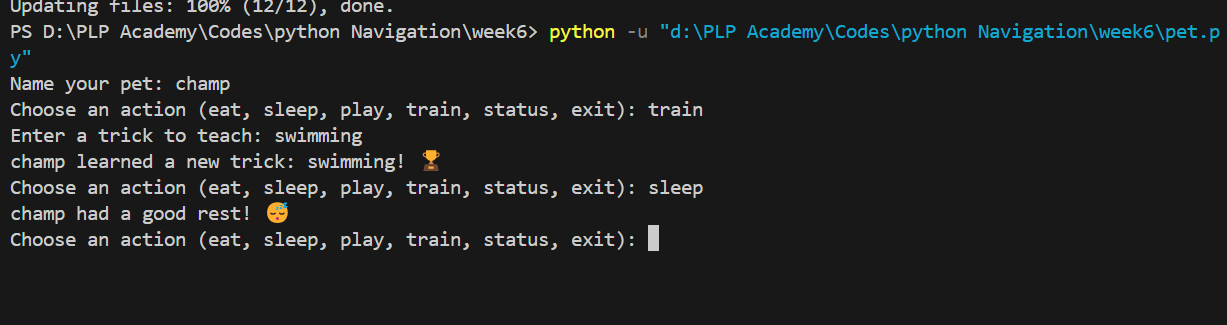 Updating files: 100% (12/12), done.
PS D:\PLP Academy\Codes\python Navigation\week6> python -u "d:\PLP Academy\Codes\python Navigation\week6\pet.p
y"
Name your pet: champ
Choose an action (eat, sleep, play, train, status, exit): train
Enter a trick to teach: swimming
champ learned a new trick: swimming! 🏆
Choose an action (eat, sleep, play, train, status, exit): sleep
champ had a good rest! 😴
Choose an action (eat, sleep, play, train, status, exit):